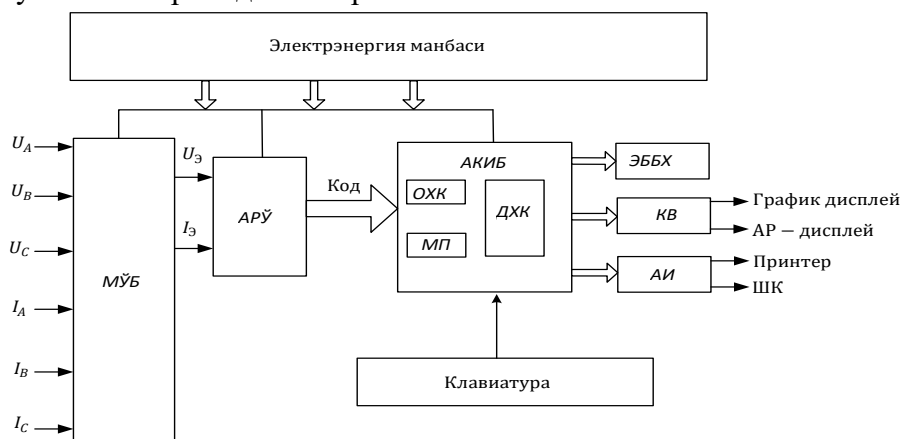 Электрэнергия манбаси
U_A
U_B
U_C
I_A
I_B
I_C
МЎБ
U_Э
I_Э
АРЎ
Код
АКИБ
ОХК
МП
ДХК
ЭББХ
КВ
АИ
График дисплей
АР – дисплей
Принтер
ШК
Клавиатура